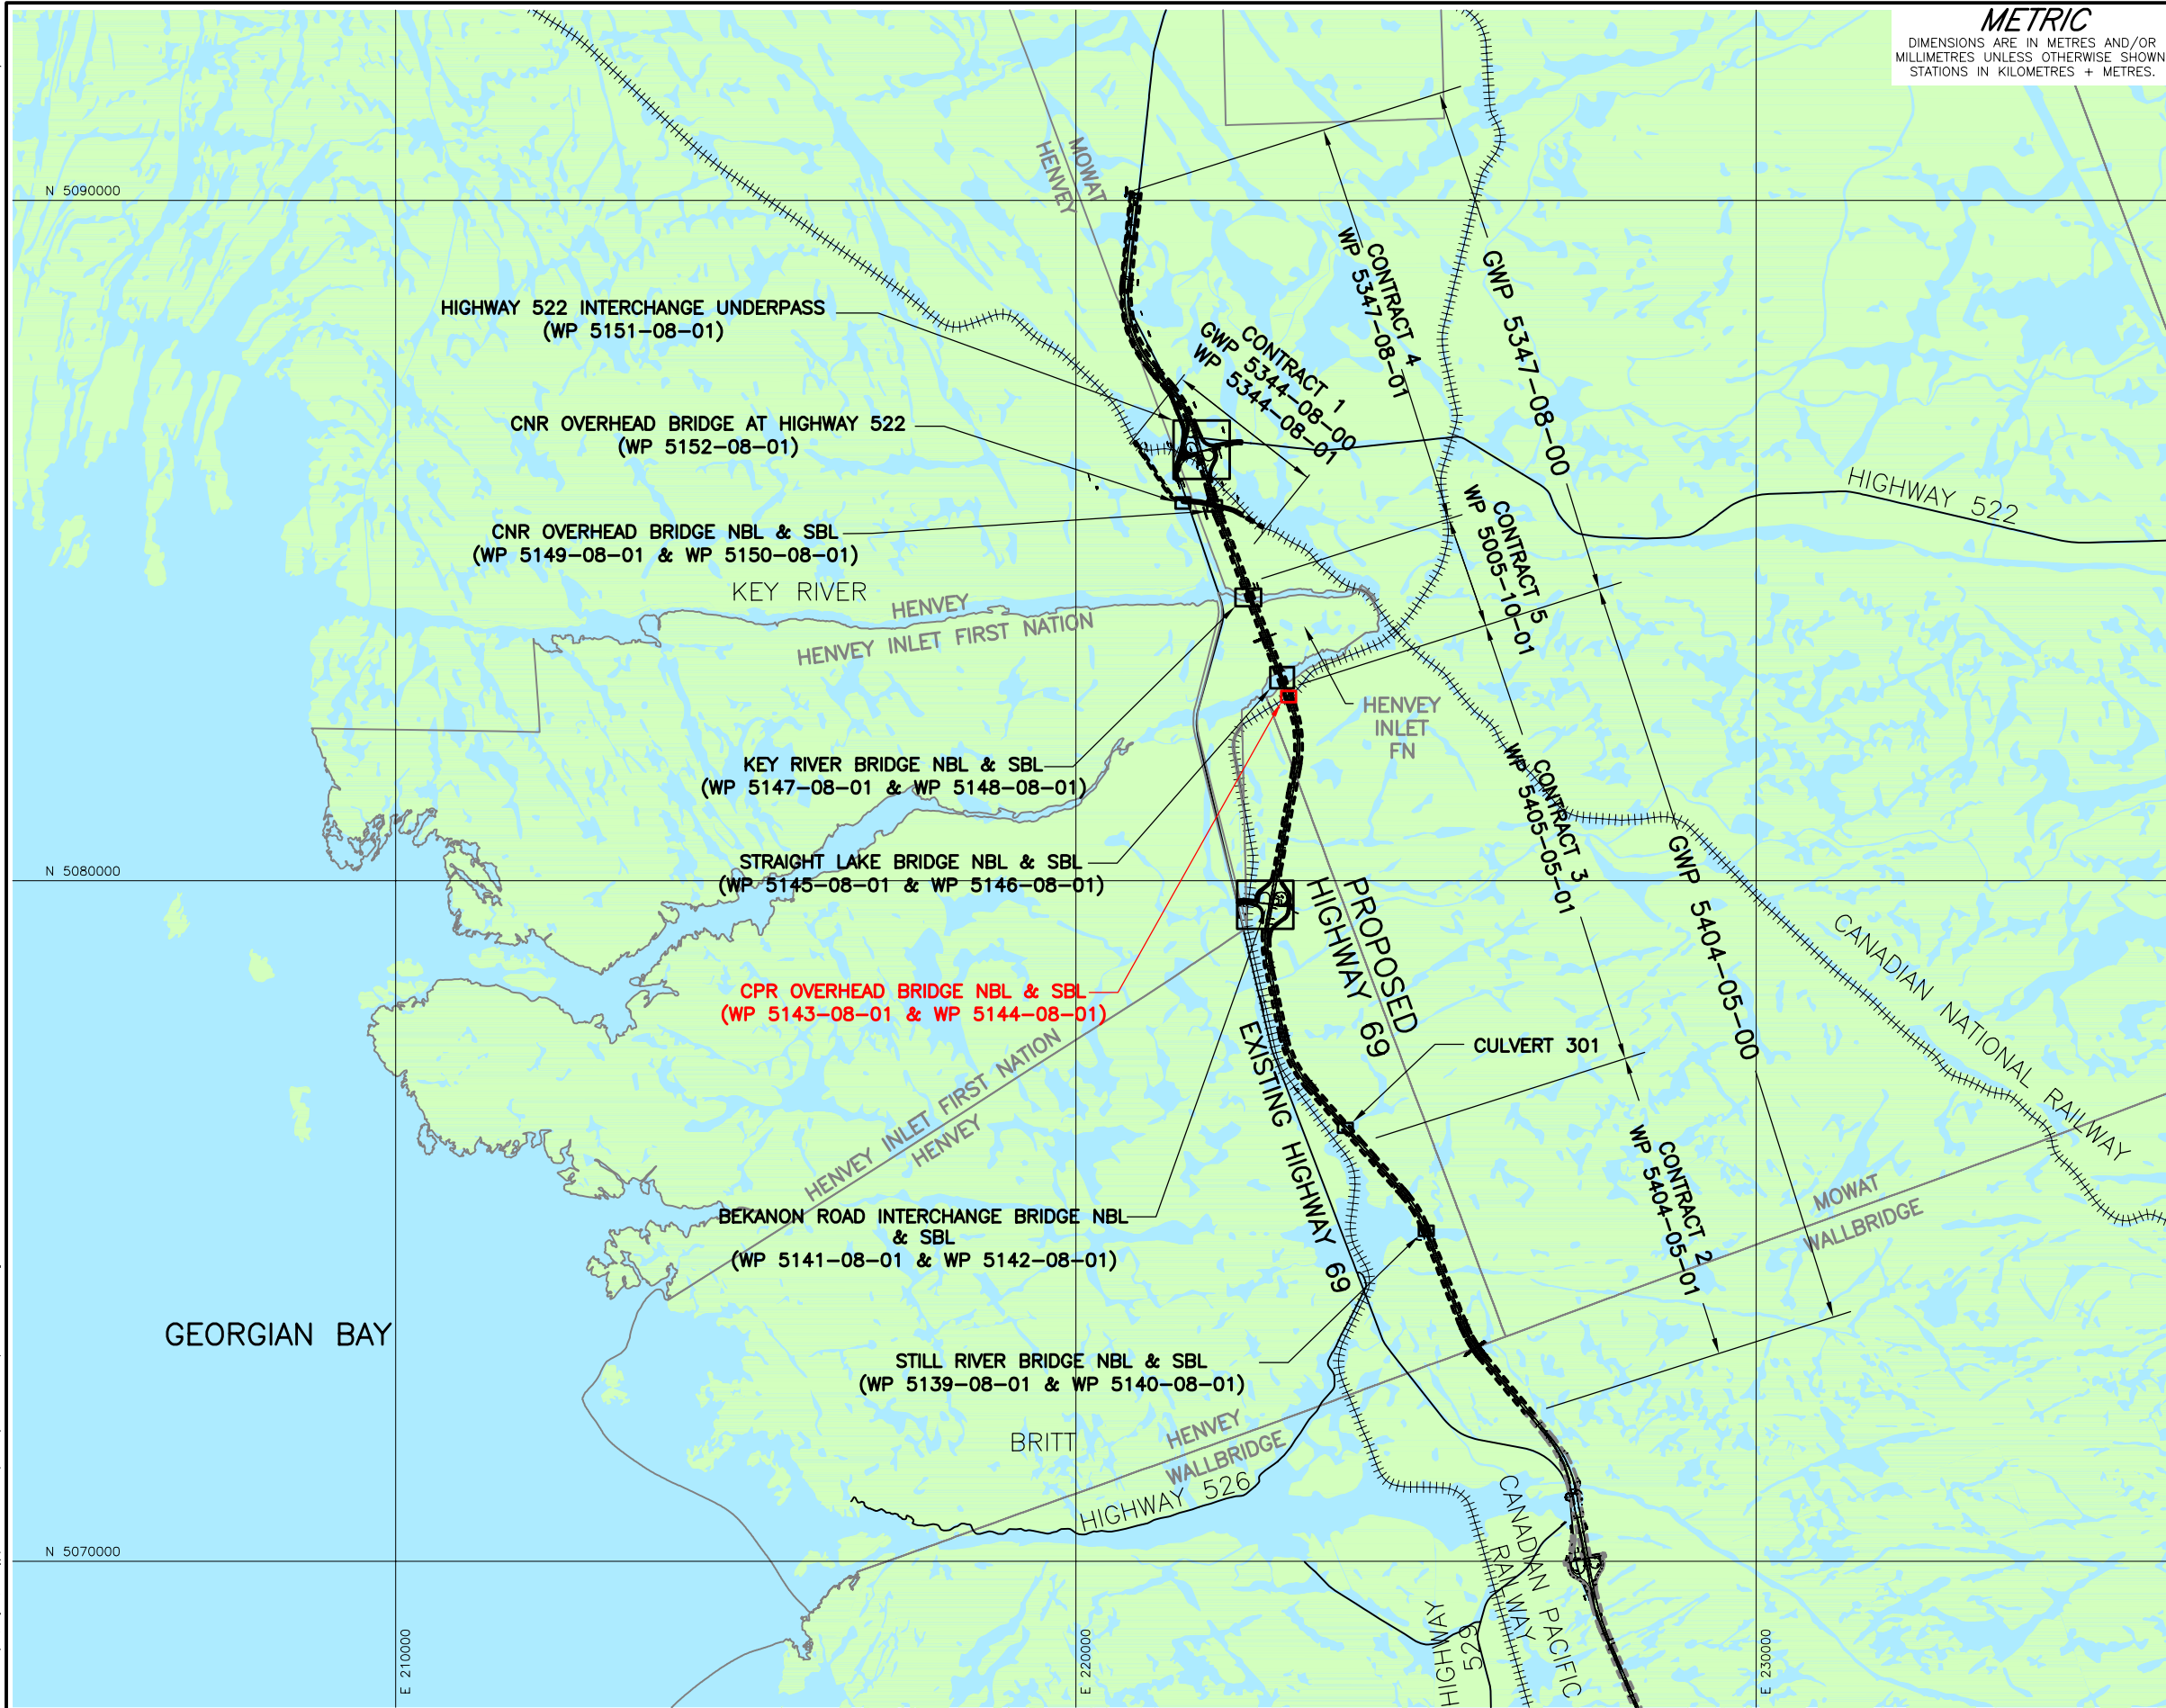 METRIC
DIMENSIONS ARE IN METRES AND/OR
MILLIMETRES UNLESS OTHERWISE SHOWN
STATIONS IN KILOMETRES + METRES.
N 5090000
MOWAT
HENVEY
HIGHWAY 522 INTERCHANGE UNDERPASS
(WP 5151-08-01)
CONTRACT 4
WP 5347-08-01
GWP 5347-08-00
CONTRACT 1
GWP 5344-08-00
WP 5344-08-01
CNR OVERHEAD BRIDGE AT HIGHWAY 522
(WP 5152-08-01)
HIGHWAY 522
CNR OVERHEAD BRIDGE NBL & SBL
(WP 5149-08-01 & WP 5150-08-01)
CONTRACT 5
WP 5005-10-01
KEY RIVER
HENVEY
HENVEY INLET FIRST NATION
HENVEY
INLET
FN
KEY RIVER BRIDGE NBL & SBL
(WP 5147-08-01 & WP 5148-08-01)
CONTRACT 3
WP 5405-05-01
GWP 5404-05-00
STRAIGHT LAKE BRIDGE NBL & SBL
(WP 5145-08-01 & WP 5146-08-01)
N 5080000
PROPOSED
HIGHWAY 69
CANADIAN NATIONAL RAILWAY
CPR OVERHEAD BRIDGE NBL & SBL
(WP 5143-08-01 & WP 5144-08-01)
EXISTING HIGHWAY 69
CULVERT 301
HENVEY INLET FIRST NATION
HENVEY
CONTRACT 2
WP 5404-05-01
MOWAT
WALLBRIDGE
BEKANON ROAD INTERCHANGE BRIDGE NBL
& SBL
(WP 5141-08-01 & WP 5142-08-01)
GEORGIAN BAY
STILL RIVER BRIDGE NBL & SBL
(WP 5139-08-01 & WP 5140-08-01)
BRITT
HENVEY
WALLBRIDGE
HIGHWAY 526
N 5070000
CANADIAN PACIFIC
RAILWAY
HIGHWAY
529
E 210000
E 220000
E 230000